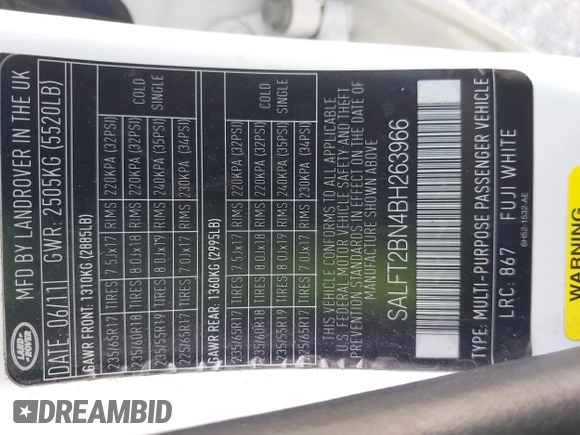 MFD BY LANDROVER IN THE UK
DATE: 06/11 GWR: 2505KG (5520LB)
GAWR FRONT: 1310KG (2885LB) COLD SINGLE
235/65R17 TIRES 7.5Jx17 RIMS 220KPA (32PSI)
235/60R18 TIRES 8.0Jx18 RIMS 220KPA (32PSI)
235/55R19 TIRES 8.0Jx19 RIMS 240KPA (35PSI)
225/65R17 TIRES 7.0Jx17 RIMS 230KPA (34PSI)
GAWR REAR: 1360KG (2995LB) COLD SINGLE
235/65R17 TIRES 7.5Jx17 RIMS 220KPA (32PSI)
235/60R18 TIRES 8.0Jx18 RIMS 220KPA (32PSI)
235/55R19 TIRES 8.0Jx19 RIMS 240KPA (35PSI)
225/65R17 TIRES 7.0Jx17 RIMS 230KPA (34PSI)
THIS VEHICLE CONFORMS TO ALL APPLICABLE
U.S. FEDERAL MOTOR VEHICLE SAFETY AND THEFT
PREVENTION STANDARDS IN EFFECT ON THE DATE OF
MANUFACTURE SHOWN ABOVE
SALFT2BN4BH263966
TYPE: MULTI-PURPOSE PASSENGER VEHICLE
LRC: 867 FUJI WHITE
BH52-1532-AE
LAND
ROVER
WARNING
DREAMBID